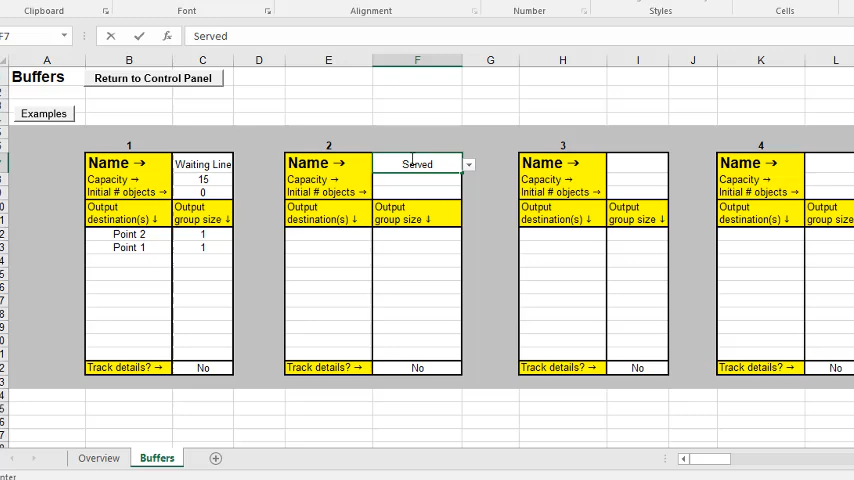 Clipboard Font Alignment Number Styles Cells
F7 Served
A B C D E F G H I J K L
Buffers Return to Control Panel
Examples
1 2 3 4
Name → Waiting Line Name → Served Name → Name →
Capacity → 15 Capacity → Capacity → Capacity →
Initial # objects → 0 Initial # objects → Initial # objects → Initial # objects →
Output Output Output Output Output Output Output Output
destination(s) ↓ group size ↓ destination(s) ↓ group size ↓ destination(s) ↓ group size ↓ destination(s) ↓ group size
Point 2 1
Point 1 1
Track details? → No Track details? → No Track details? → No Track details? → No
Overview Buffers